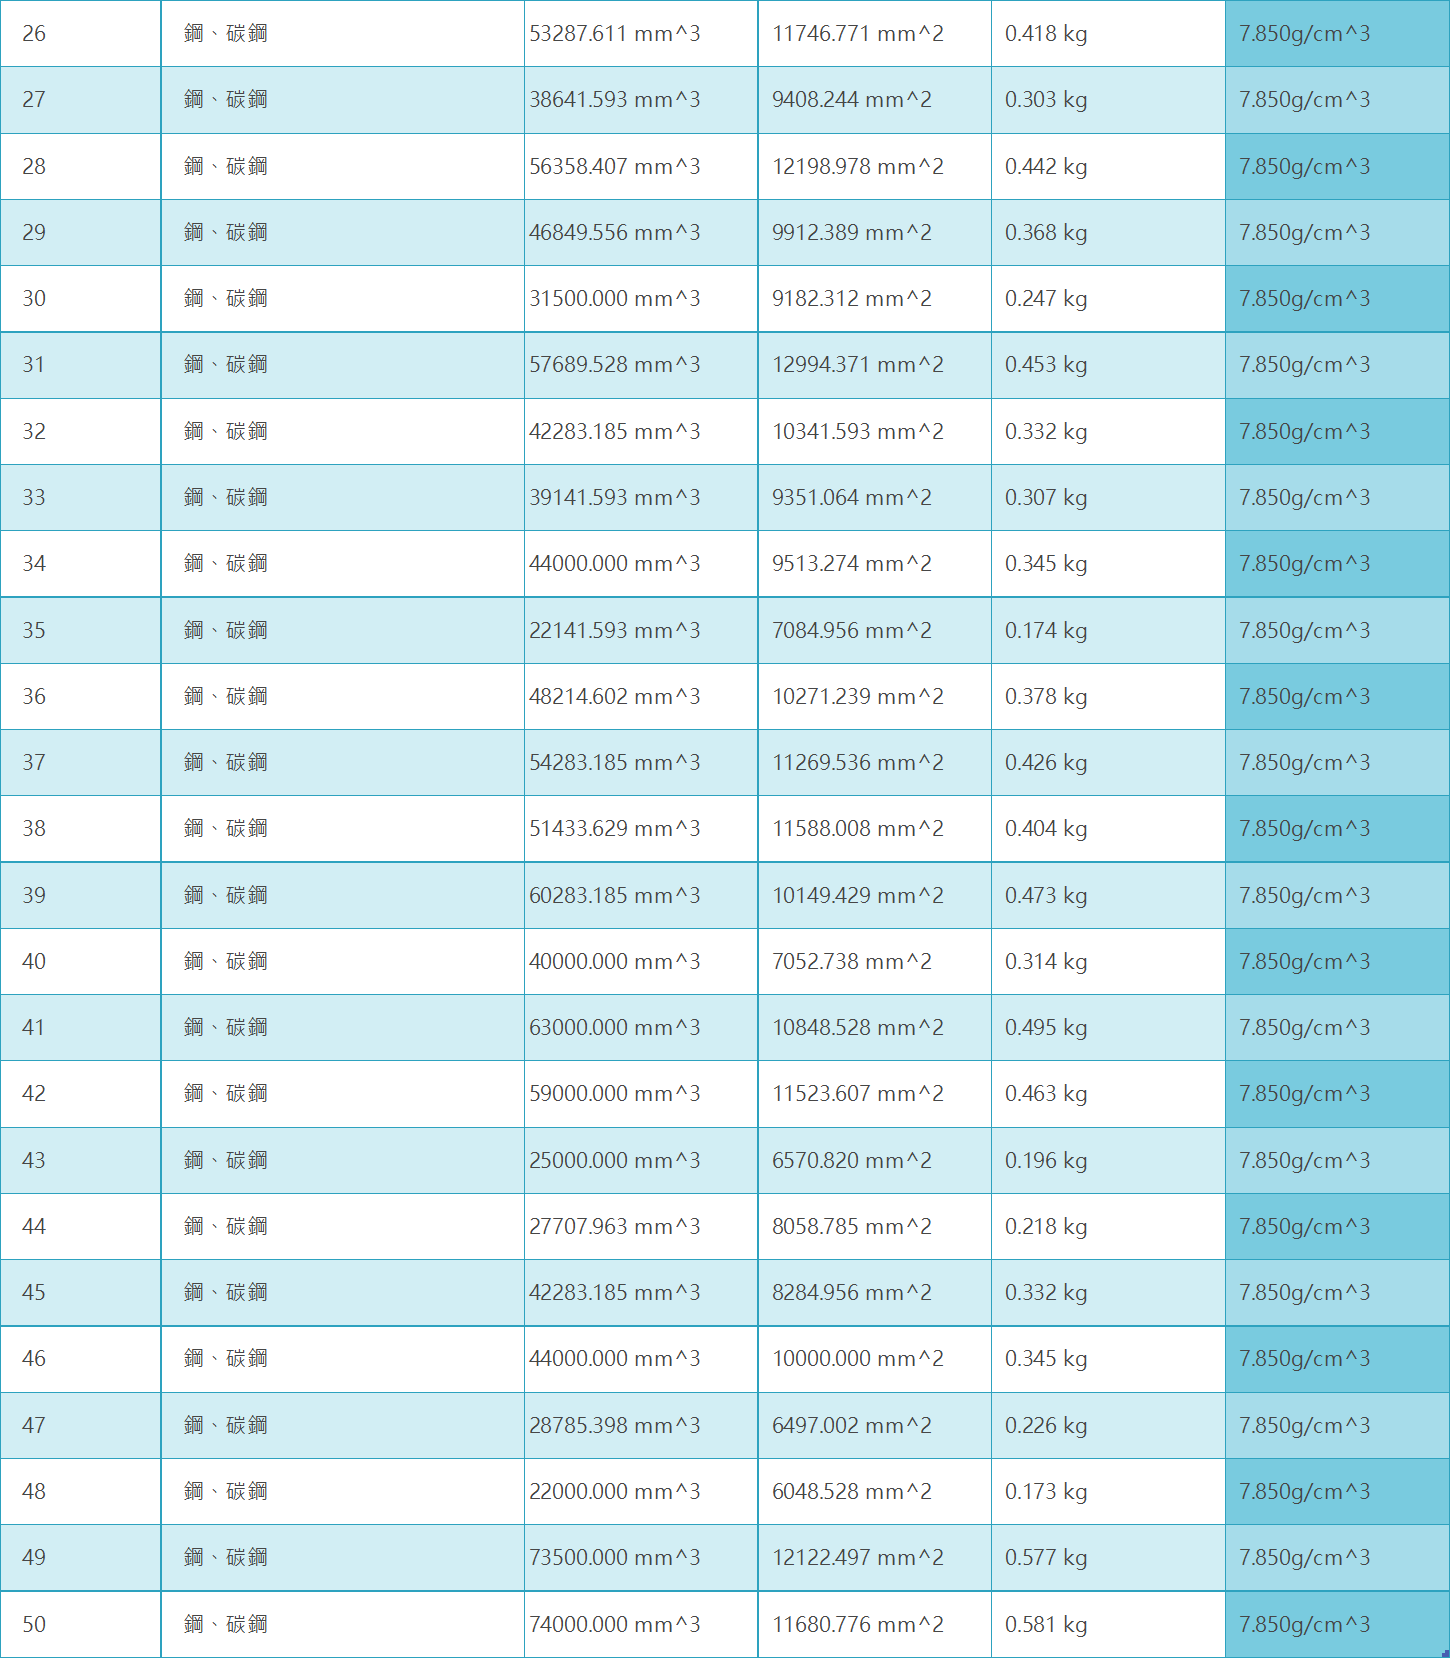 26 鋼、碳鋼 53287.611 mm^3 11746.771 mm^2 0.418 kg 7.850g/cm^3
27 鋼、碳鋼 38641.593 mm^3 9408.244 mm^2 0.303 kg 7.850g/cm^3
28 鋼、碳鋼 56358.407 mm^3 12198.978 mm^2 0.442 kg 7.850g/cm^3
29 鋼、碳鋼 46849.556 mm^3 9912.389 mm^2 0.368 kg 7.850g/cm^3
30 鋼、碳鋼 31500.000 mm^3 9182.312 mm^2 0.247 kg 7.850g/cm^3
31 鋼、碳鋼 57689.528 mm^3 12994.371 mm^2 0.453 kg 7.850g/cm^3
32 鋼、碳鋼 42283.185 mm^3 10341.593 mm^2 0.332 kg 7.850g/cm^3
33 鋼、碳鋼 39141.593 mm^3 9351.064 mm^2 0.307 kg 7.850g/cm^3
34 鋼、碳鋼 44000.000 mm^3 9513.274 mm^2 0.345 kg 7.850g/cm^3
35 鋼、碳鋼 22141.593 mm^3 7084.956 mm^2 0.174 kg 7.850g/cm^3
36 鋼、碳鋼 48214.602 mm^3 10271.239 mm^2 0.378 kg 7.850g/cm^3
37 鋼、碳鋼 54283.185 mm^3 11269.536 mm^2 0.426 kg 7.850g/cm^3
38 鋼、碳鋼 51433.629 mm^3 11588.008 mm^2 0.404 kg 7.850g/cm^3
39 鋼、碳鋼 60283.185 mm^3 10149.429 mm^2 0.473 kg 7.850g/cm^3
40 鋼、碳鋼 40000.000 mm^3 7052.738 mm^2 0.314 kg 7.850g/cm^3
41 鋼、碳鋼 63000.000 mm^3 10848.528 mm^2 0.495 kg 7.850g/cm^3
42 鋼、碳鋼 59000.000 mm^3 11523.607 mm^2 0.463 kg 7.850g/cm^3
43 鋼、碳鋼 25000.000 mm^3 6570.820 mm^2 0.196 kg 7.850g/cm^3
44 鋼、碳鋼 27707.963 mm^3 8058.785 mm^2 0.218 kg 7.850g/cm^3
45 鋼、碳鋼 42283.185 mm^3 8284.956 mm^2 0.332 kg 7.850g/cm^3
46 鋼、碳鋼 44000.000 mm^3 10000.000 mm^2 0.345 kg 7.850g/cm^3
47 鋼、碳鋼 28785.398 mm^3 6497.002 mm^2 0.226 kg 7.850g/cm^3
48 鋼、碳鋼 22000.000 mm^3 6048.528 mm^2 0.173 kg 7.850g/cm^3
49 鋼、碳鋼 73500.000 mm^3 12122.497 mm^2 0.577 kg 7.850g/cm^3
50 鋼、碳鋼 74000.000 mm^3 11680.776 mm^2 0.581 kg 7.850g/cm^3